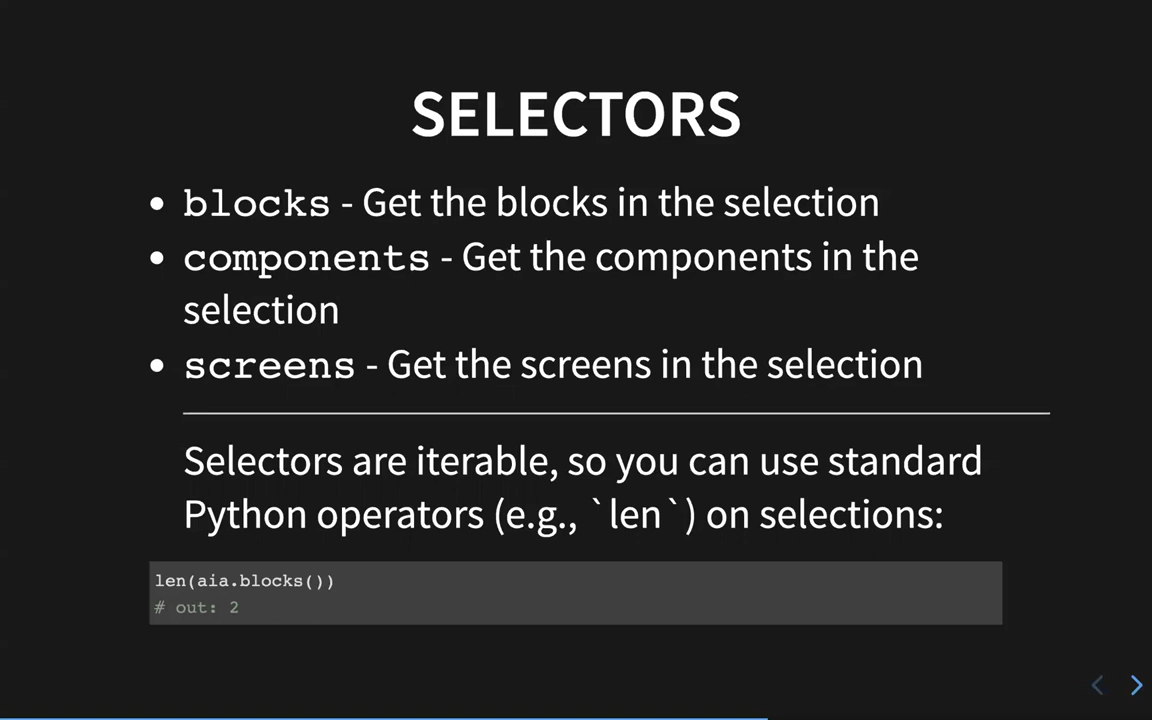 SELECTORS
• blocks - Get the blocks in the selection
• components - Get the components in the
selection
• screens - Get the screens in the selection
Selectors are iterable, so you can use standard
Python operators (e.g., `len`) on selections:
len(aia.blocks())
# out: 2